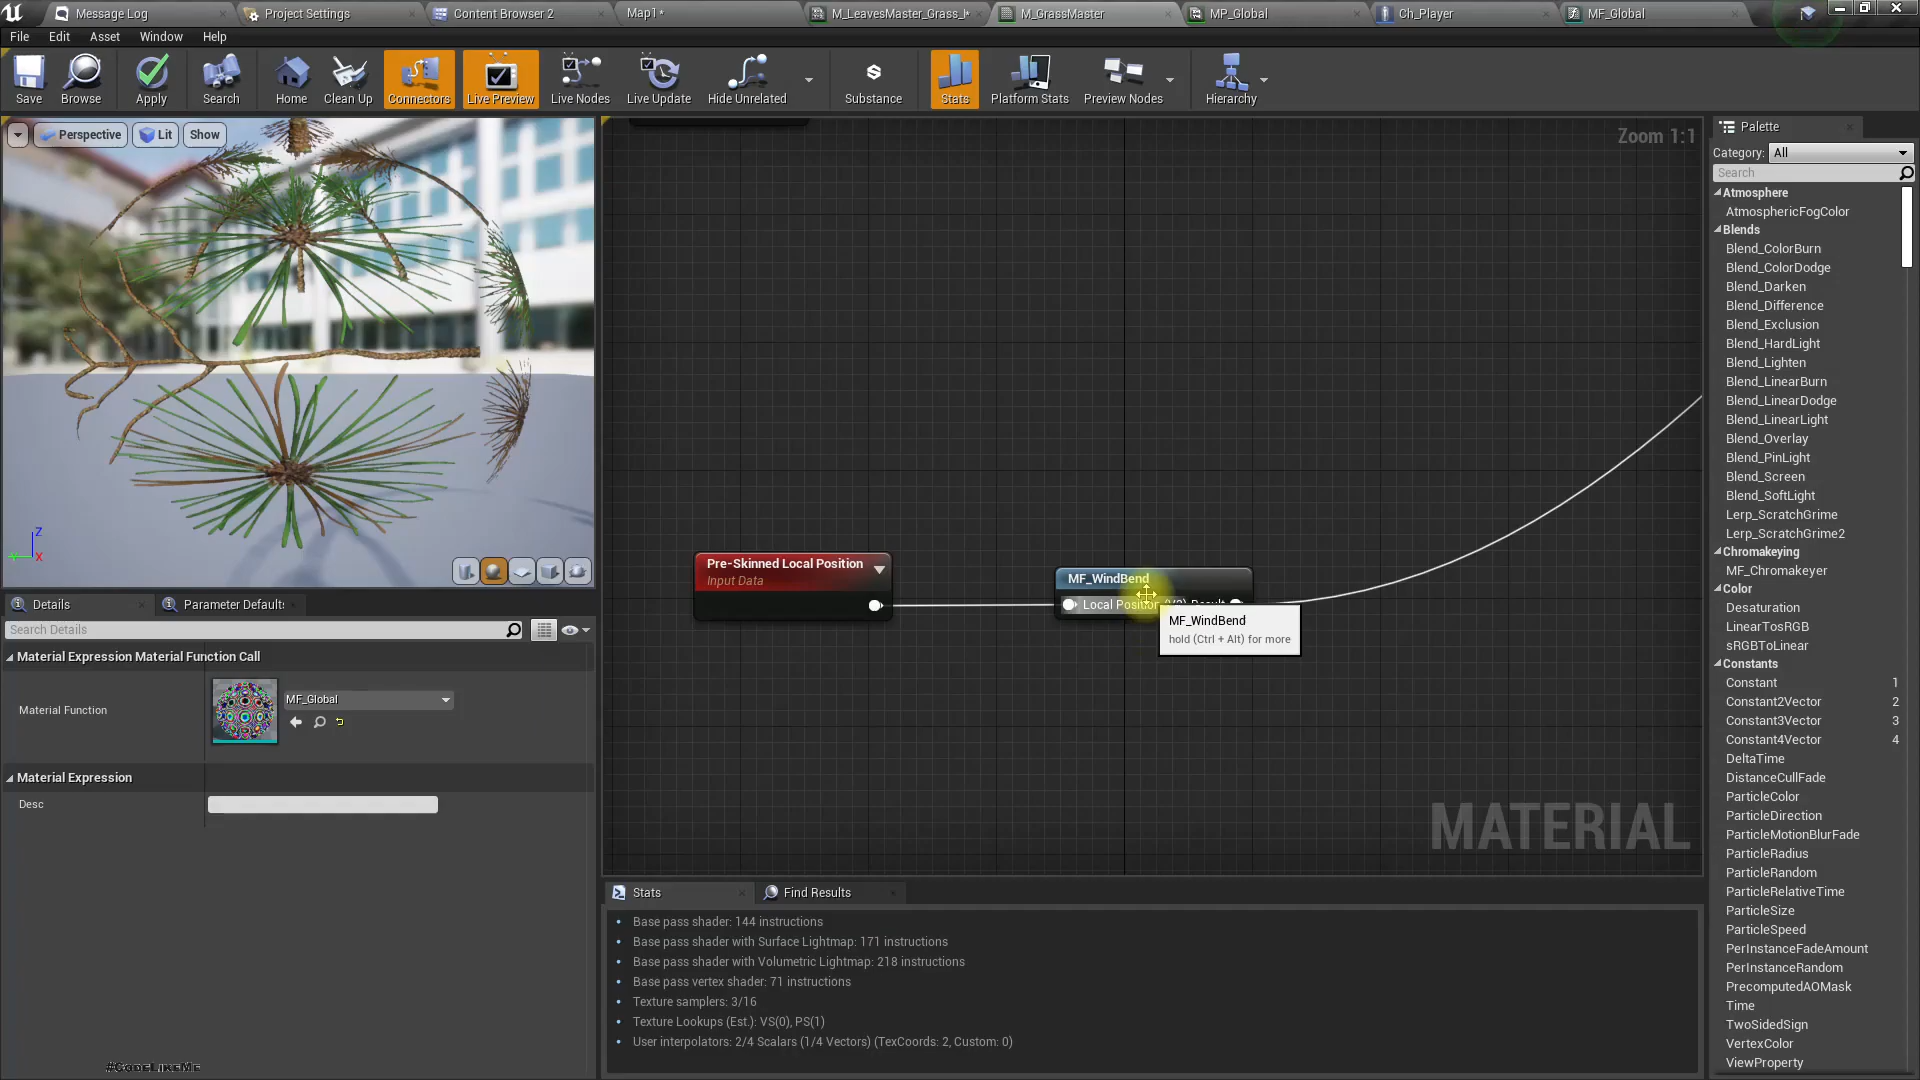 Message Log
Project Settings
Content Browser 2
Map1*
M_LeavesMaster_Grass_I*
M_GrassMaster
MP_Global
Ch_Player
MF_Global
File Edit Asset Window Help
Save
Browse
Apply
Search
Home
Clean Up
Connectors
Live Preview
Live Nodes
Live Update
Hide Unrelated
Substance
Stats
Platform Stats
Preview Nodes
Hierarchy
Perspective
Lit
Show
Z
X
Details
Parameter Defaults
Search Details
Material Expression Material Function Call
Material Function
MF_Global
Material Expression
Desc
#CodeLikeMe
Zoom 1:1
Pre-Skinned Local Position
Input Data
MF_WindBend
Local Position (V3) Result
MF_WindBend
hold (Ctrl + Alt) for more
MATERIAL
Stats
Find Results
Base pass shader: 144 instructions
Base pass shader with Surface Lightmap: 171 instructions
Base pass shader with Volumetric Lightmap: 218 instructions
Base pass vertex shader: 71 instructions
Texture samplers: 3/16
Texture Lookups (Est.): VS(0), PS(1)
User interpolators: 2/4 Scalars (1/4 Vectors) (TexCoords: 2, Custom: 0)
Palette
Category: All
Search
Atmosphere
AtmosphericFogColor
Blends
Blend_ColorBurn
Blend_ColorDodge
Blend_Darken
Blend_Difference
Blend_Exclusion
Blend_HardLight
Blend_Lighten
Blend_LinearBurn
Blend_LinearDodge
Blend_LinearLight
Blend_Overlay
Blend_PinLight
Blend_Screen
Blend_SoftLight
Lerp_ScratchGrime
Lerp_ScratchGrime2
Chromakeying
MF_Chromakeyer
Color
Desaturation
LinearTosRGB
sRGBToLinear
Constants
Constant 1
Constant2Vector 2
Constant3Vector 3
Constant4Vector 4
DeltaTime
DistanceCullFade
ParticleColor
ParticleDirection
ParticleMotionBlurFade
ParticleRadius
ParticleRandom
ParticleRelativeTime
ParticleSize
ParticleSpeed
PerInstanceFadeAmount
PerInstanceRandom
PrecomputedAOMask
Time
TwoSidedSign
VertexColor
ViewProperty